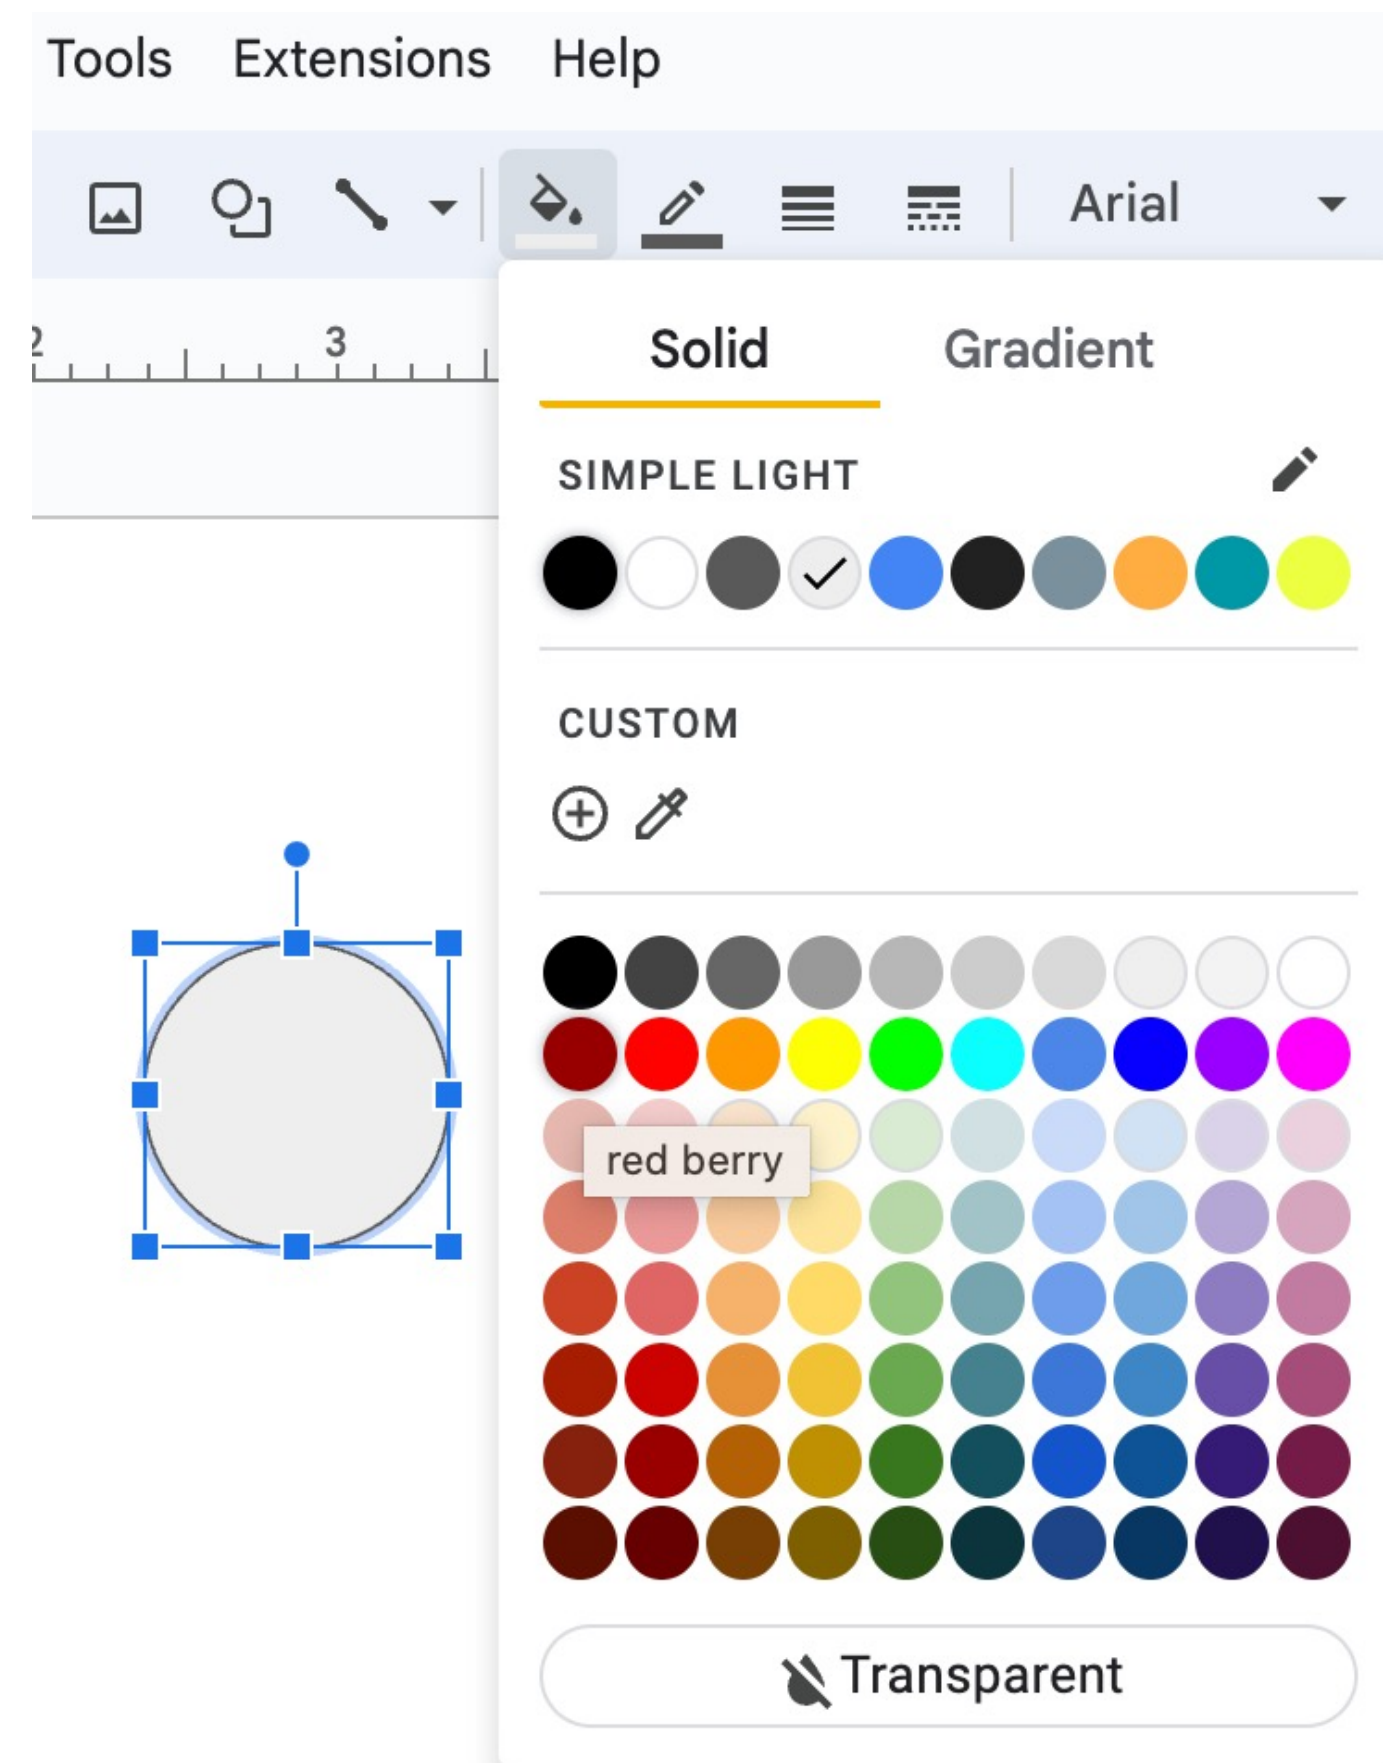 Tools Extensions Help
Arial
2 3
Solid Gradient
SIMPLE LIGHT
CUSTOM
red berry
Transparent